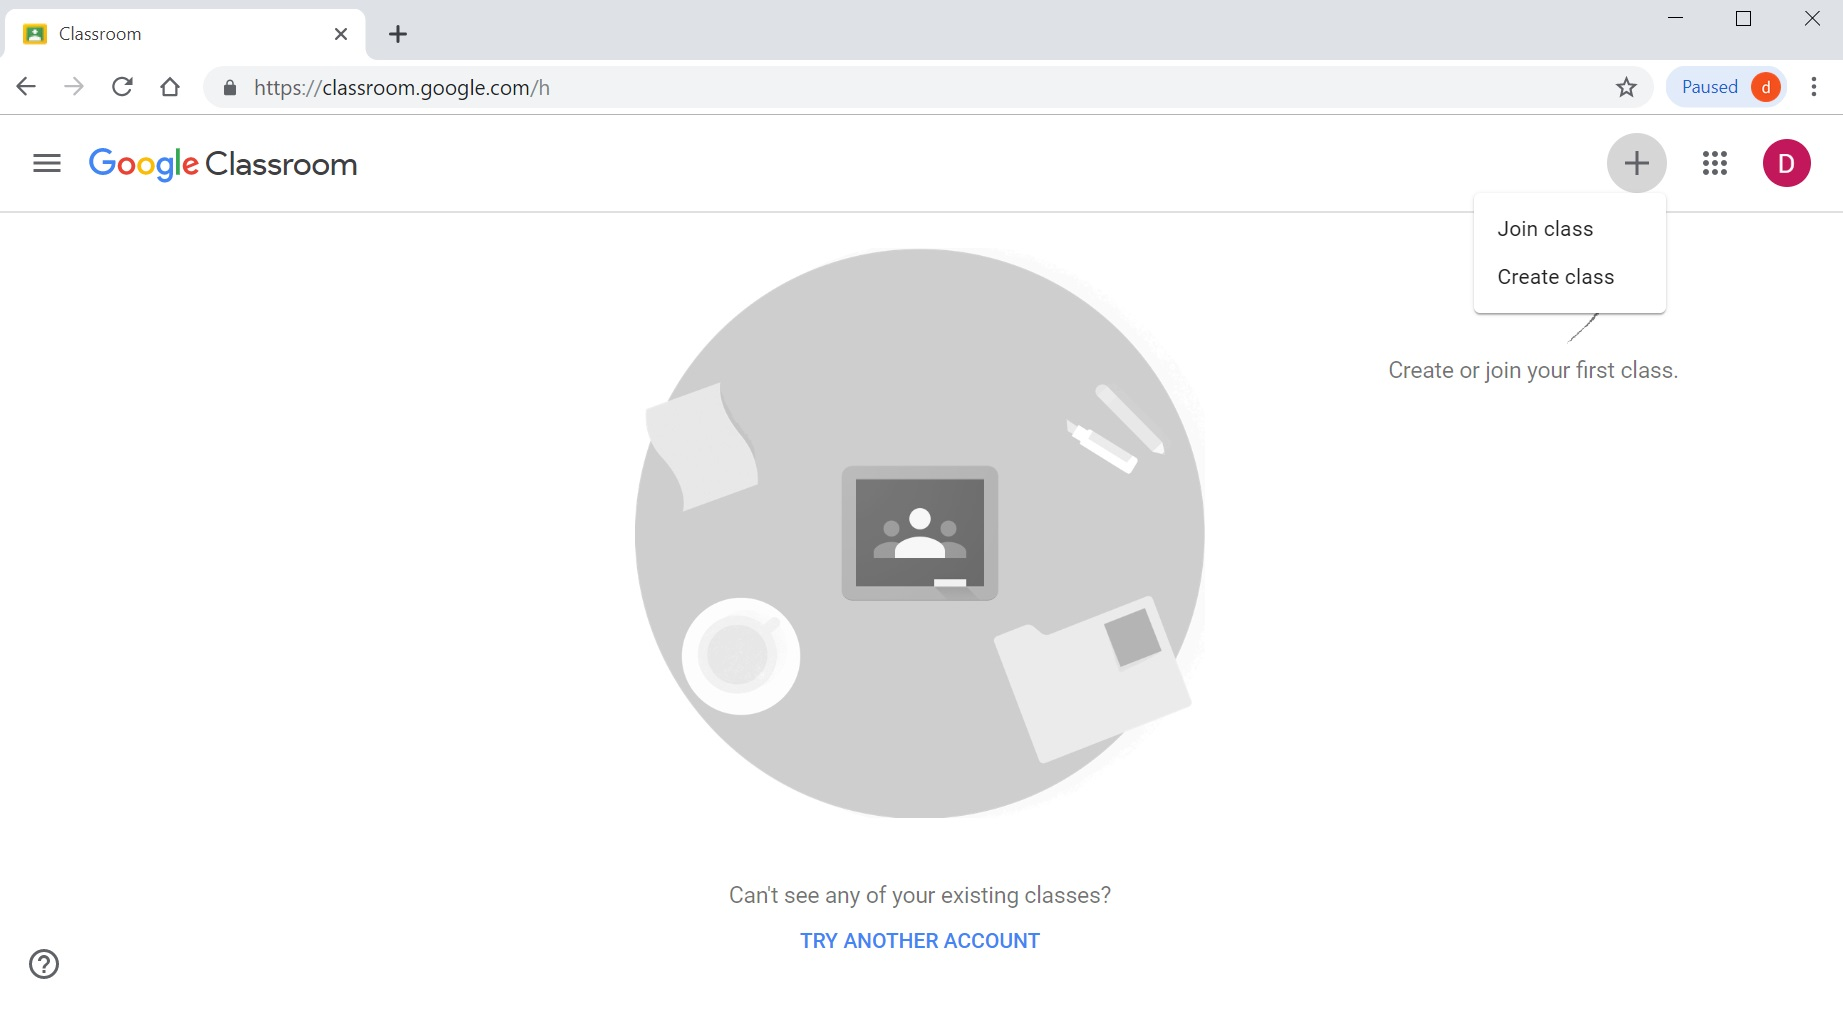 Classroom
https://classroom.google.com/h
Paused d
Google Classroom
D
Join class
Create class
Create or join your first class.
Can't see any of your existing classes?
TRY ANOTHER ACCOUNT
?